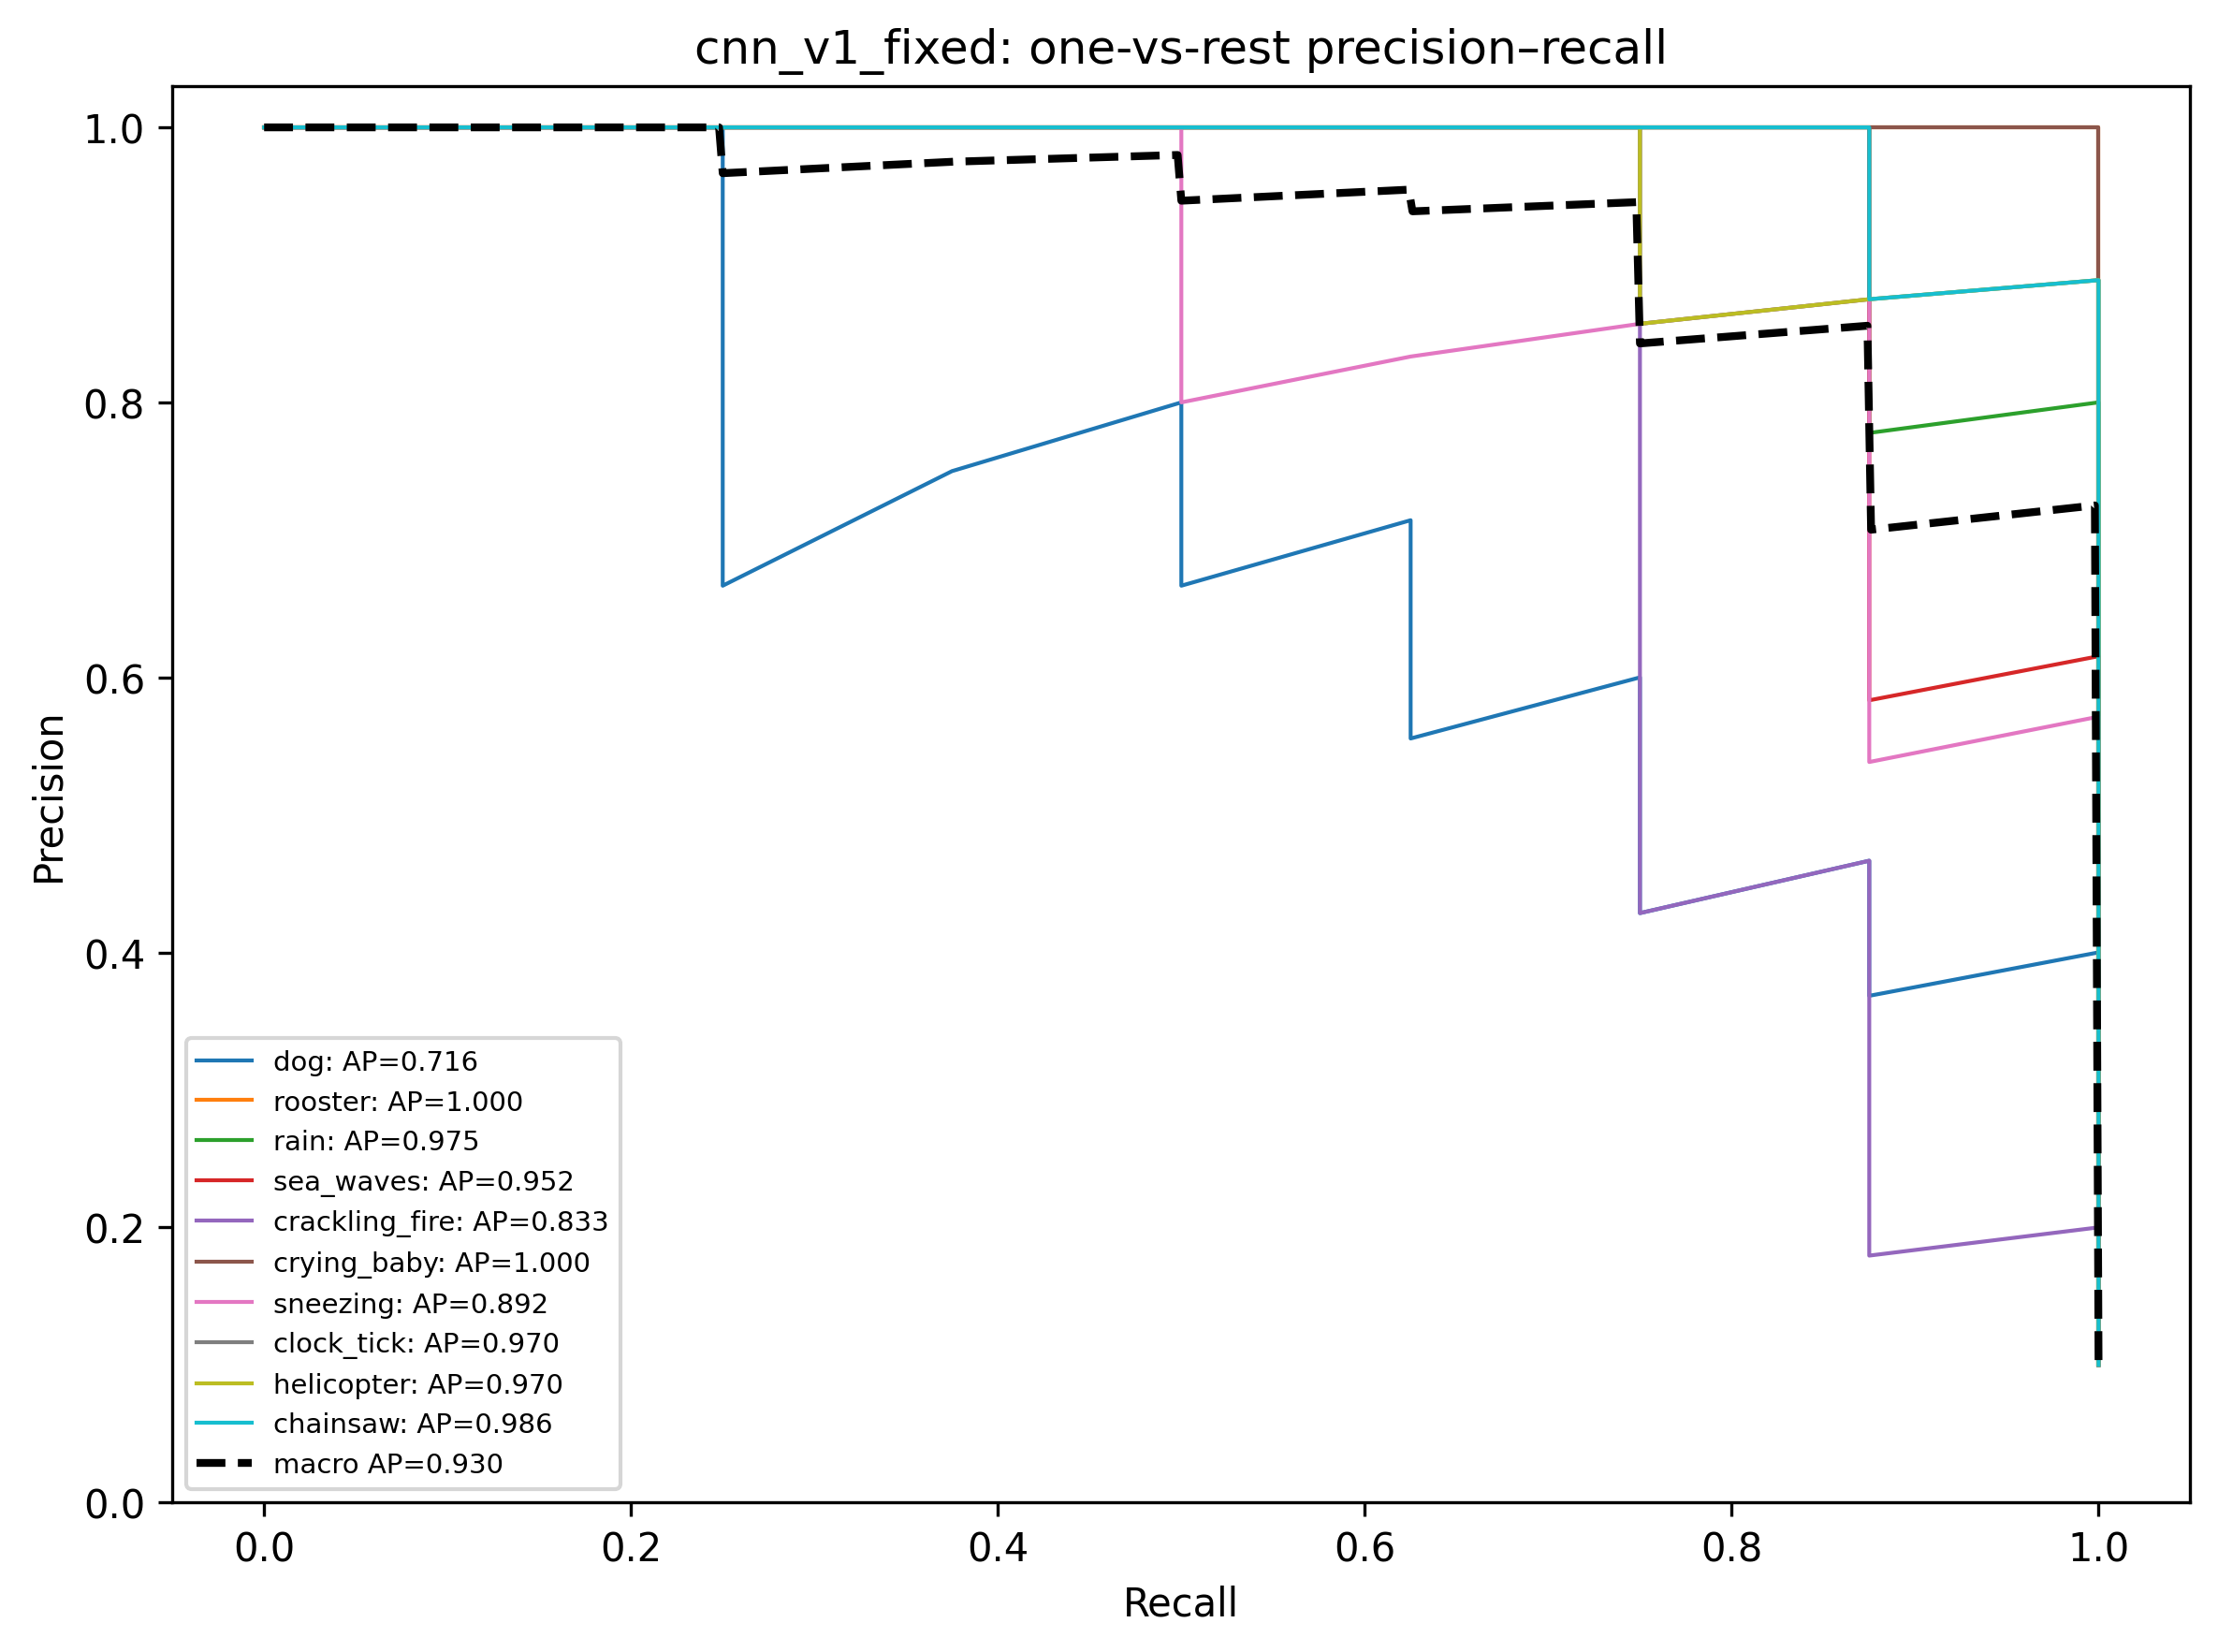 cnn_v1_fixed: one-vs-rest precision–recall
1.0
0.8
0.6
0.4
0.2
0.0
Precision
dog: AP=0.716
rooster: AP=1.000
rain: AP=0.975
sea_waves: AP=0.952
crackling_fire: AP=0.833
crying_baby: AP=1.000
sneezing: AP=0.892
clock_tick: AP=0.970
helicopter: AP=0.970
chainsaw: AP=0.986
macro AP=0.930
0.0 0.2 0.4 0.6 0.8 1.0
Recall